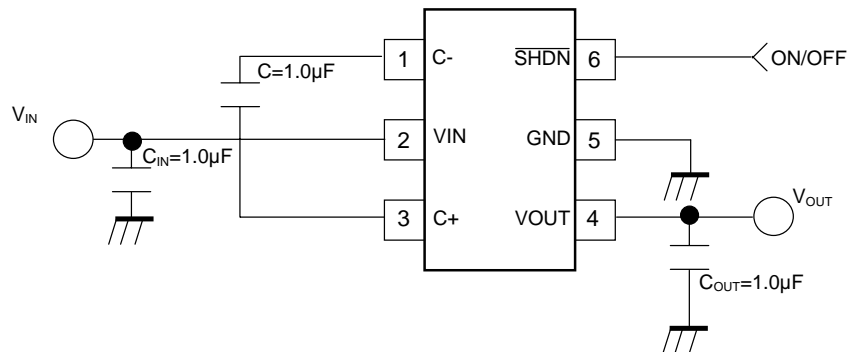 1 C- SHDN 6 ON/OFF
C=1.0µF
VIN
2 VIN GND 5
CIN=1.0µF
VOUT
3 C+ VOUT 4
COUT=1.0µF